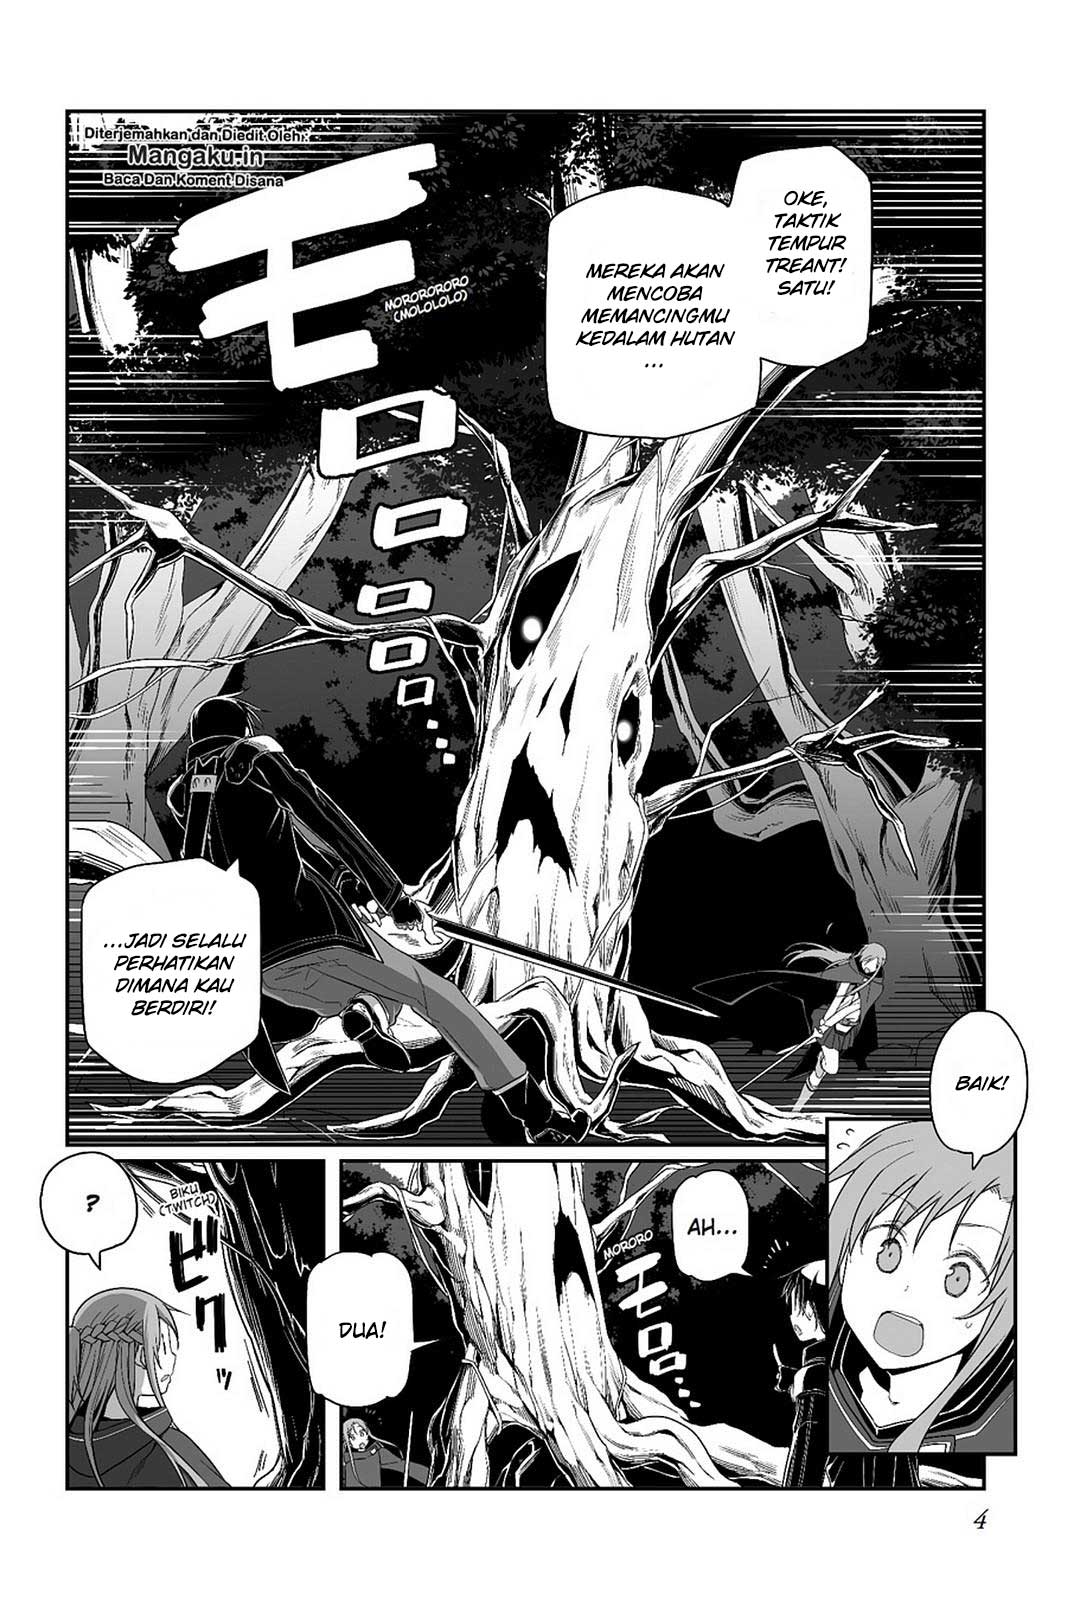 Diterjemahkan dan Diedit Oleh:
Mangaku.in
Baca Dan Koment Disana
OKE,
TAKTIK
TEMPUR
TREANT!
SATU!
MEREKA AKAN
MENCOBA
MEMANCINGMU
KEDALAM HUTAN
...
モロロロロロロ...
MORORORORO
(MOLOLOLO)
...JADI SELALU
PERHATIKAN
DIMANA KAU
BERDIRI!
BAIK!
AH...
MORORO
モロロ...
DUA!
BIKU
(TWITCH)
ビク
?
4